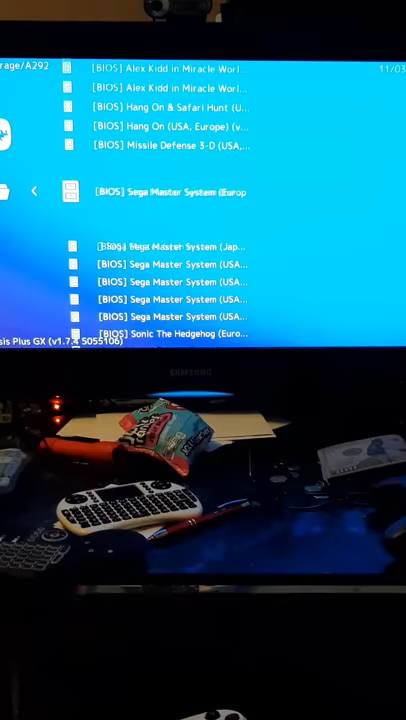 rage/A292
11/03
[BIOS] Alex Kidd in Miracle Worl...
[BIOS] Alex Kidd in Miracle Worl...
[BIOS] Hang On & Safari Hunt (U...
[BIOS] Hang On (USA, Europe) (v...
[BIOS] Missile Defense 3-D (USA,...
[BIOS] Sega Master System (Europ
[BIOS] Sega Master System (Jap...
[BIOS] Sega Master System (USA...
[BIOS] Sega Master System (USA...
[BIOS] Sega Master System (USA...
[BIOS] Sega Master System (USA...
[BIOS] Sonic The Hedgehog (Euro...
sis Plus GX (v1.7.4 5055106)
SAMSUNG